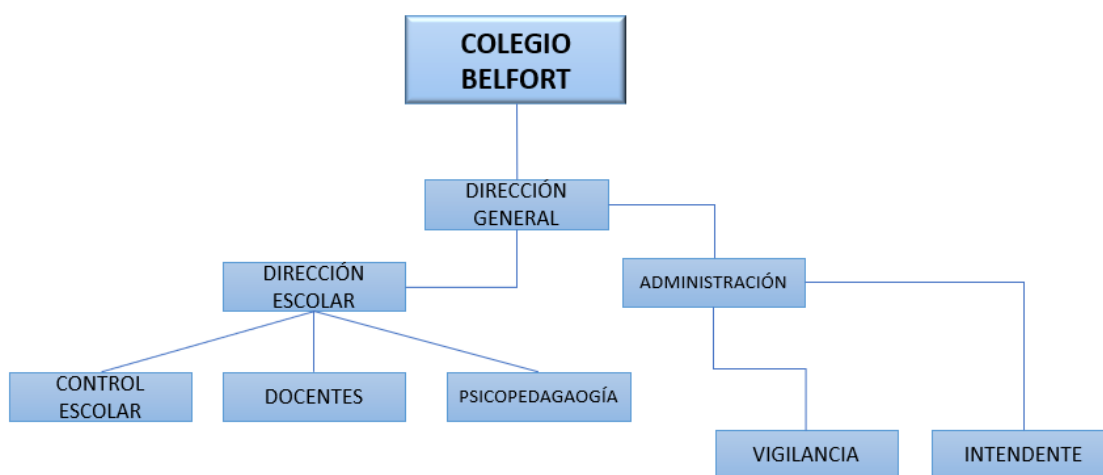 COLEGIO
BELFORT
DIRECCIÓN
GENERAL
DIRECCIÓN
ESCOLAR
ADMINISTRACIÓN
CONTROL
ESCOLAR
DOCENTES
PSICOPEDAGAOGÍA
VIGILANCIA
INTENDENTE